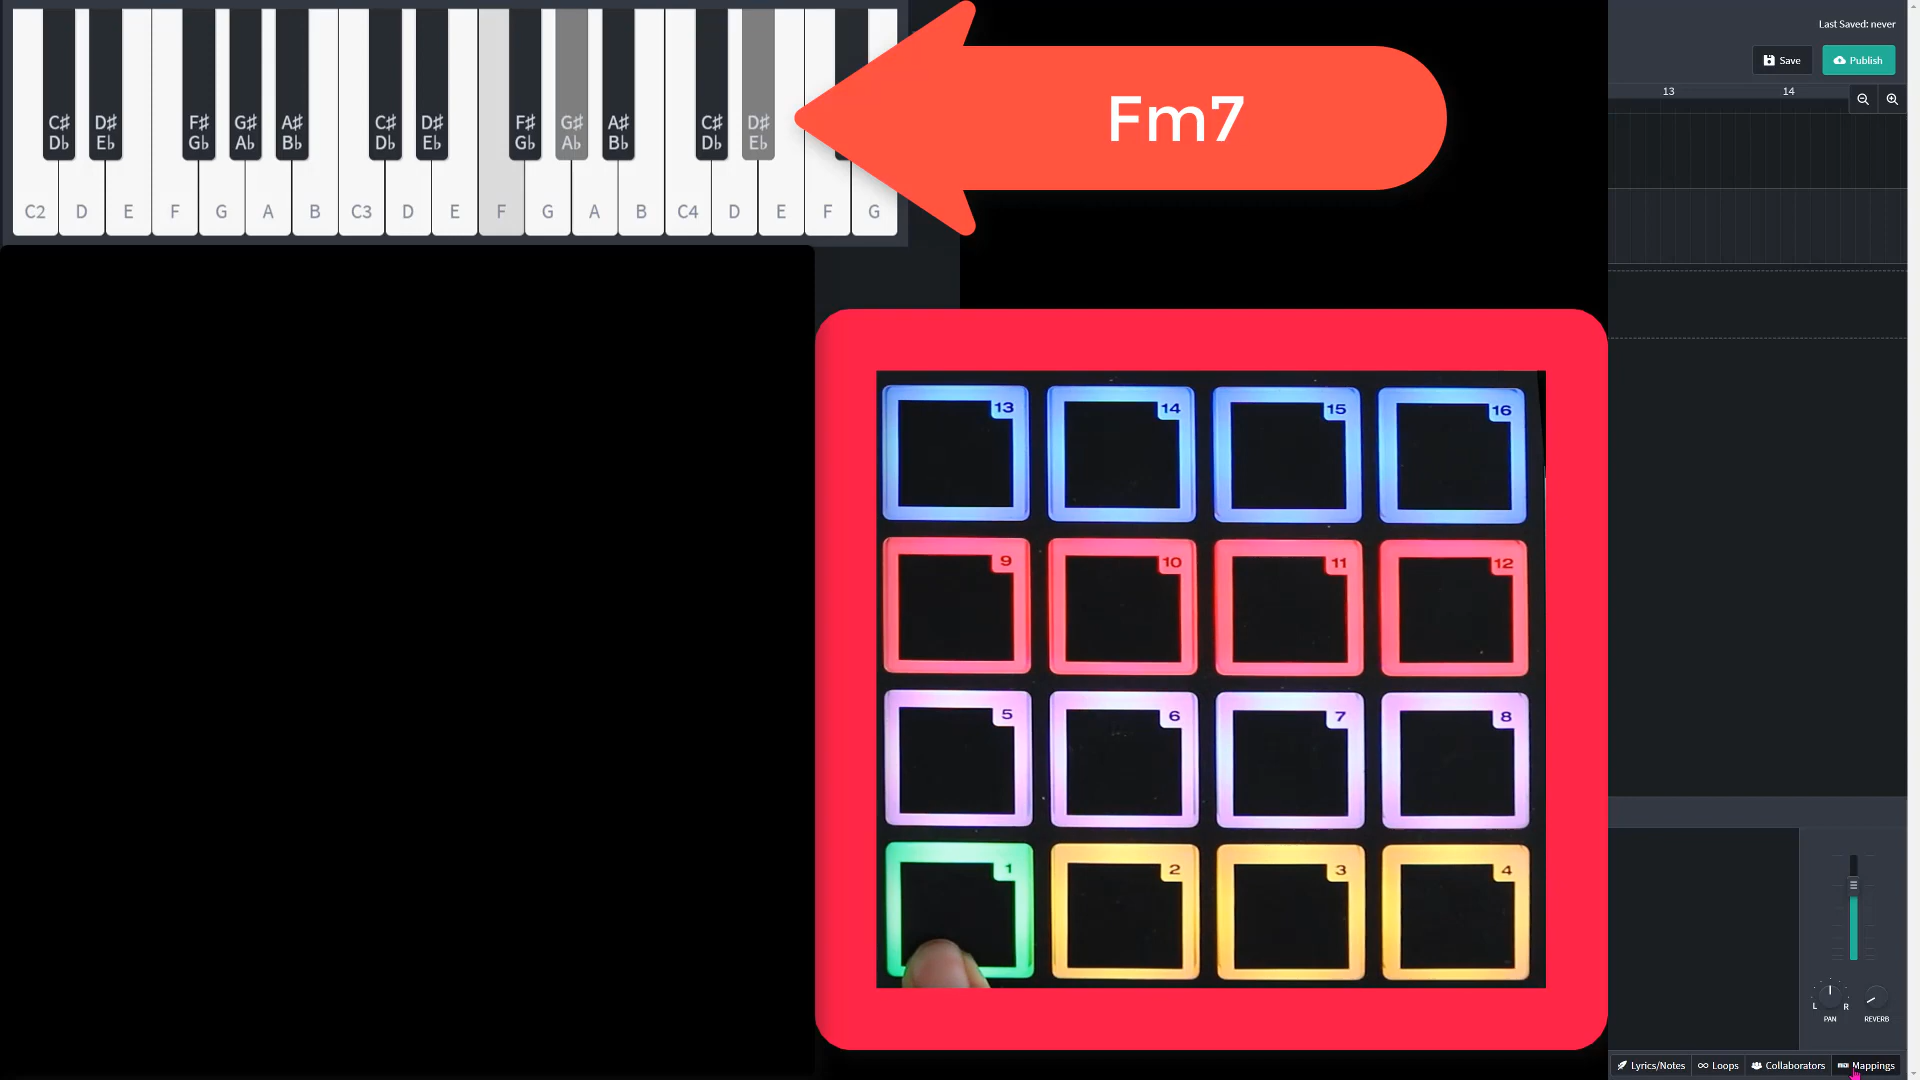 Last Saved: never
Save
Publish
13 14
Fm7
C♯ D♯ F♯ G♯ A♯ C♯ D♯ F♯ G♯ A♯ C♯ D♯
D♭ E♭ G♭ A♭ B♭ D♭ E♭ G♭ A♭ B♭ D♭ E♭
C2 D E F G A B C3 D E F G A B C4 D E F G
13 14 15 16
9 10 11 12
5 6 7 8
1 2 3 4
L R
PAN REVERB
Lyrics/Notes Loops Collaborators Mappings